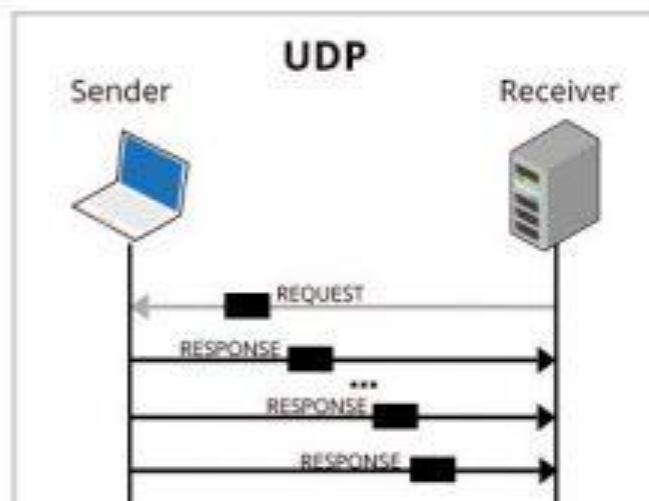 UDP
Sender
Receiver
REQUEST
RESPONSE
...
RESPONSE
RESPONSE